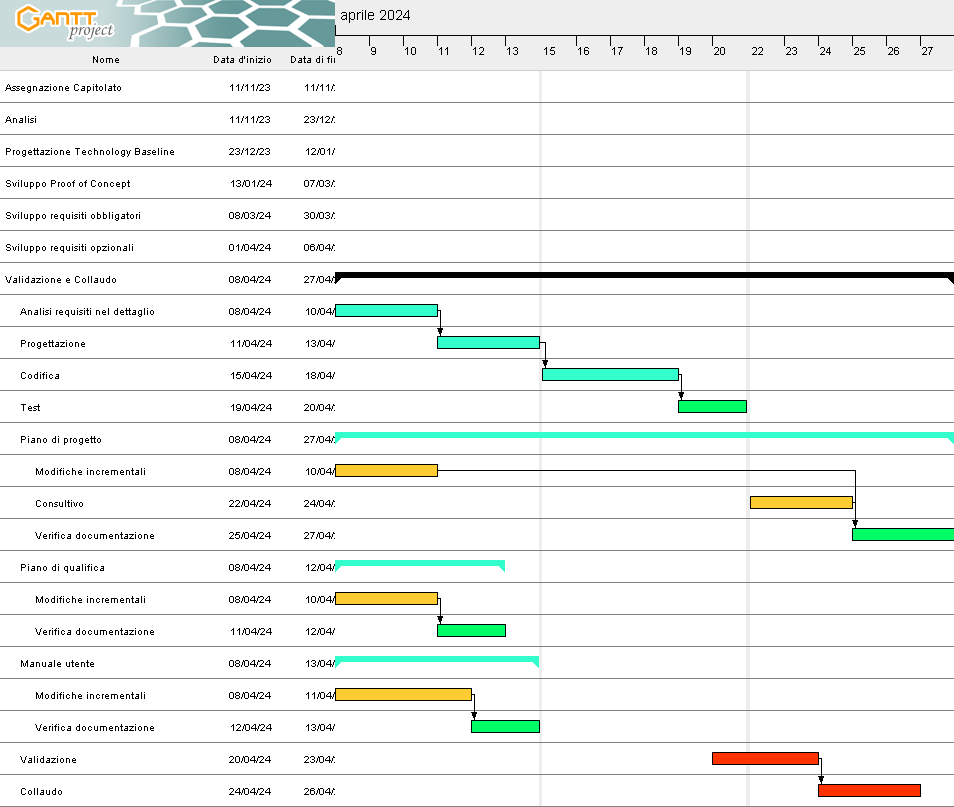 GANTT project
aprile 2024
8 9 10 11 12 13 15 16 17 18 19 20 22 23 24 25 26 27
Nome Data d'inizio Data di fi
Assegnazione Capitolato 11/11/23 11/11/
Analisi 11/11/23 23/12/
Progettazione Technology Baseline 23/12/23 12/01/
Sviluppo Proof of Concept 13/01/24 07/03/
Sviluppo requisiti obbligatori 08/03/24 30/03/
Sviluppo requisiti opzionali 01/04/24 06/04/
Validazione e Collaudo 08/04/24 27/04/
Analisi requisiti nel dettaglio 08/04/24 10/04/
Progettazione 11/04/24 13/04/
Codifica 15/04/24 18/04/
Test 19/04/24 20/04/
Piano di progetto 08/04/24 27/04/
Modifiche incrementali 08/04/24 10/04/
Consultivo 22/04/24 24/04/
Verifica documentazione 25/04/24 27/04/
Piano di qualifica 08/04/24 12/04/
Modifiche incrementali 08/04/24 10/04/
Verifica documentazione 11/04/24 12/04/
Manuale utente 08/04/24 13/04/
Modifiche incrementali 08/04/24 11/04/
Verifica documentazione 12/04/24 13/04/
Validazione 20/04/24 23/04/
Collaudo 24/04/24 26/04/